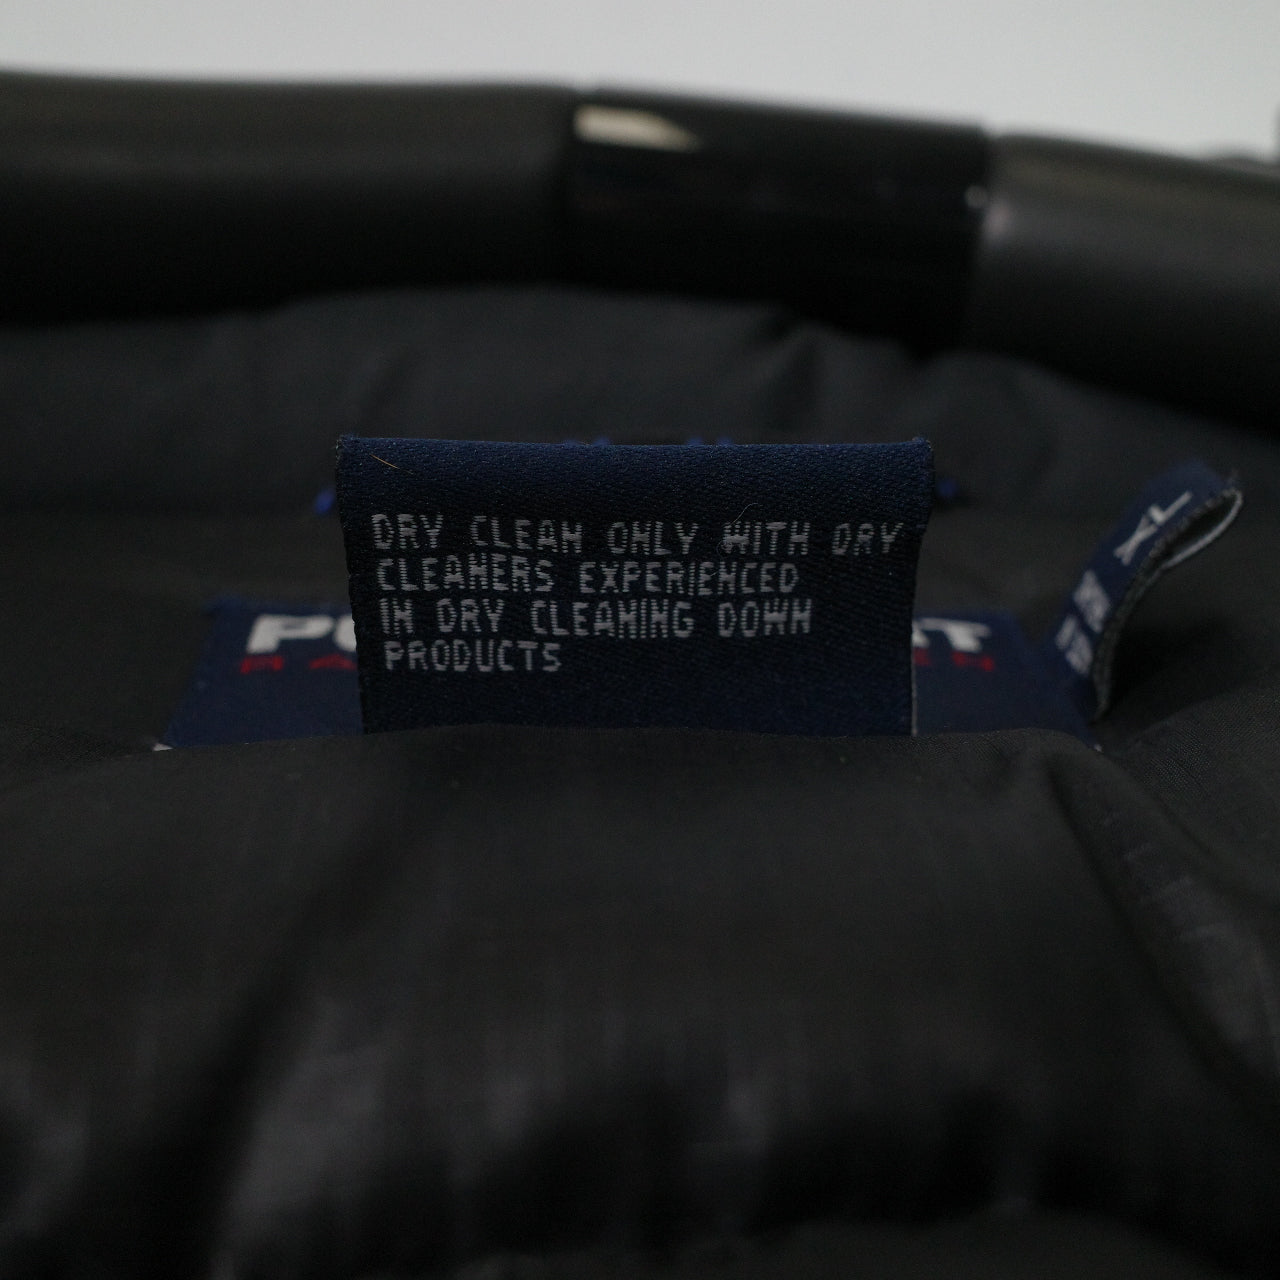 DRY CLEAN ONLY WITH DRY
CLEANERS EXPERIENCED
IN DRY CLEANING DOWN
PRODUCTS
XL